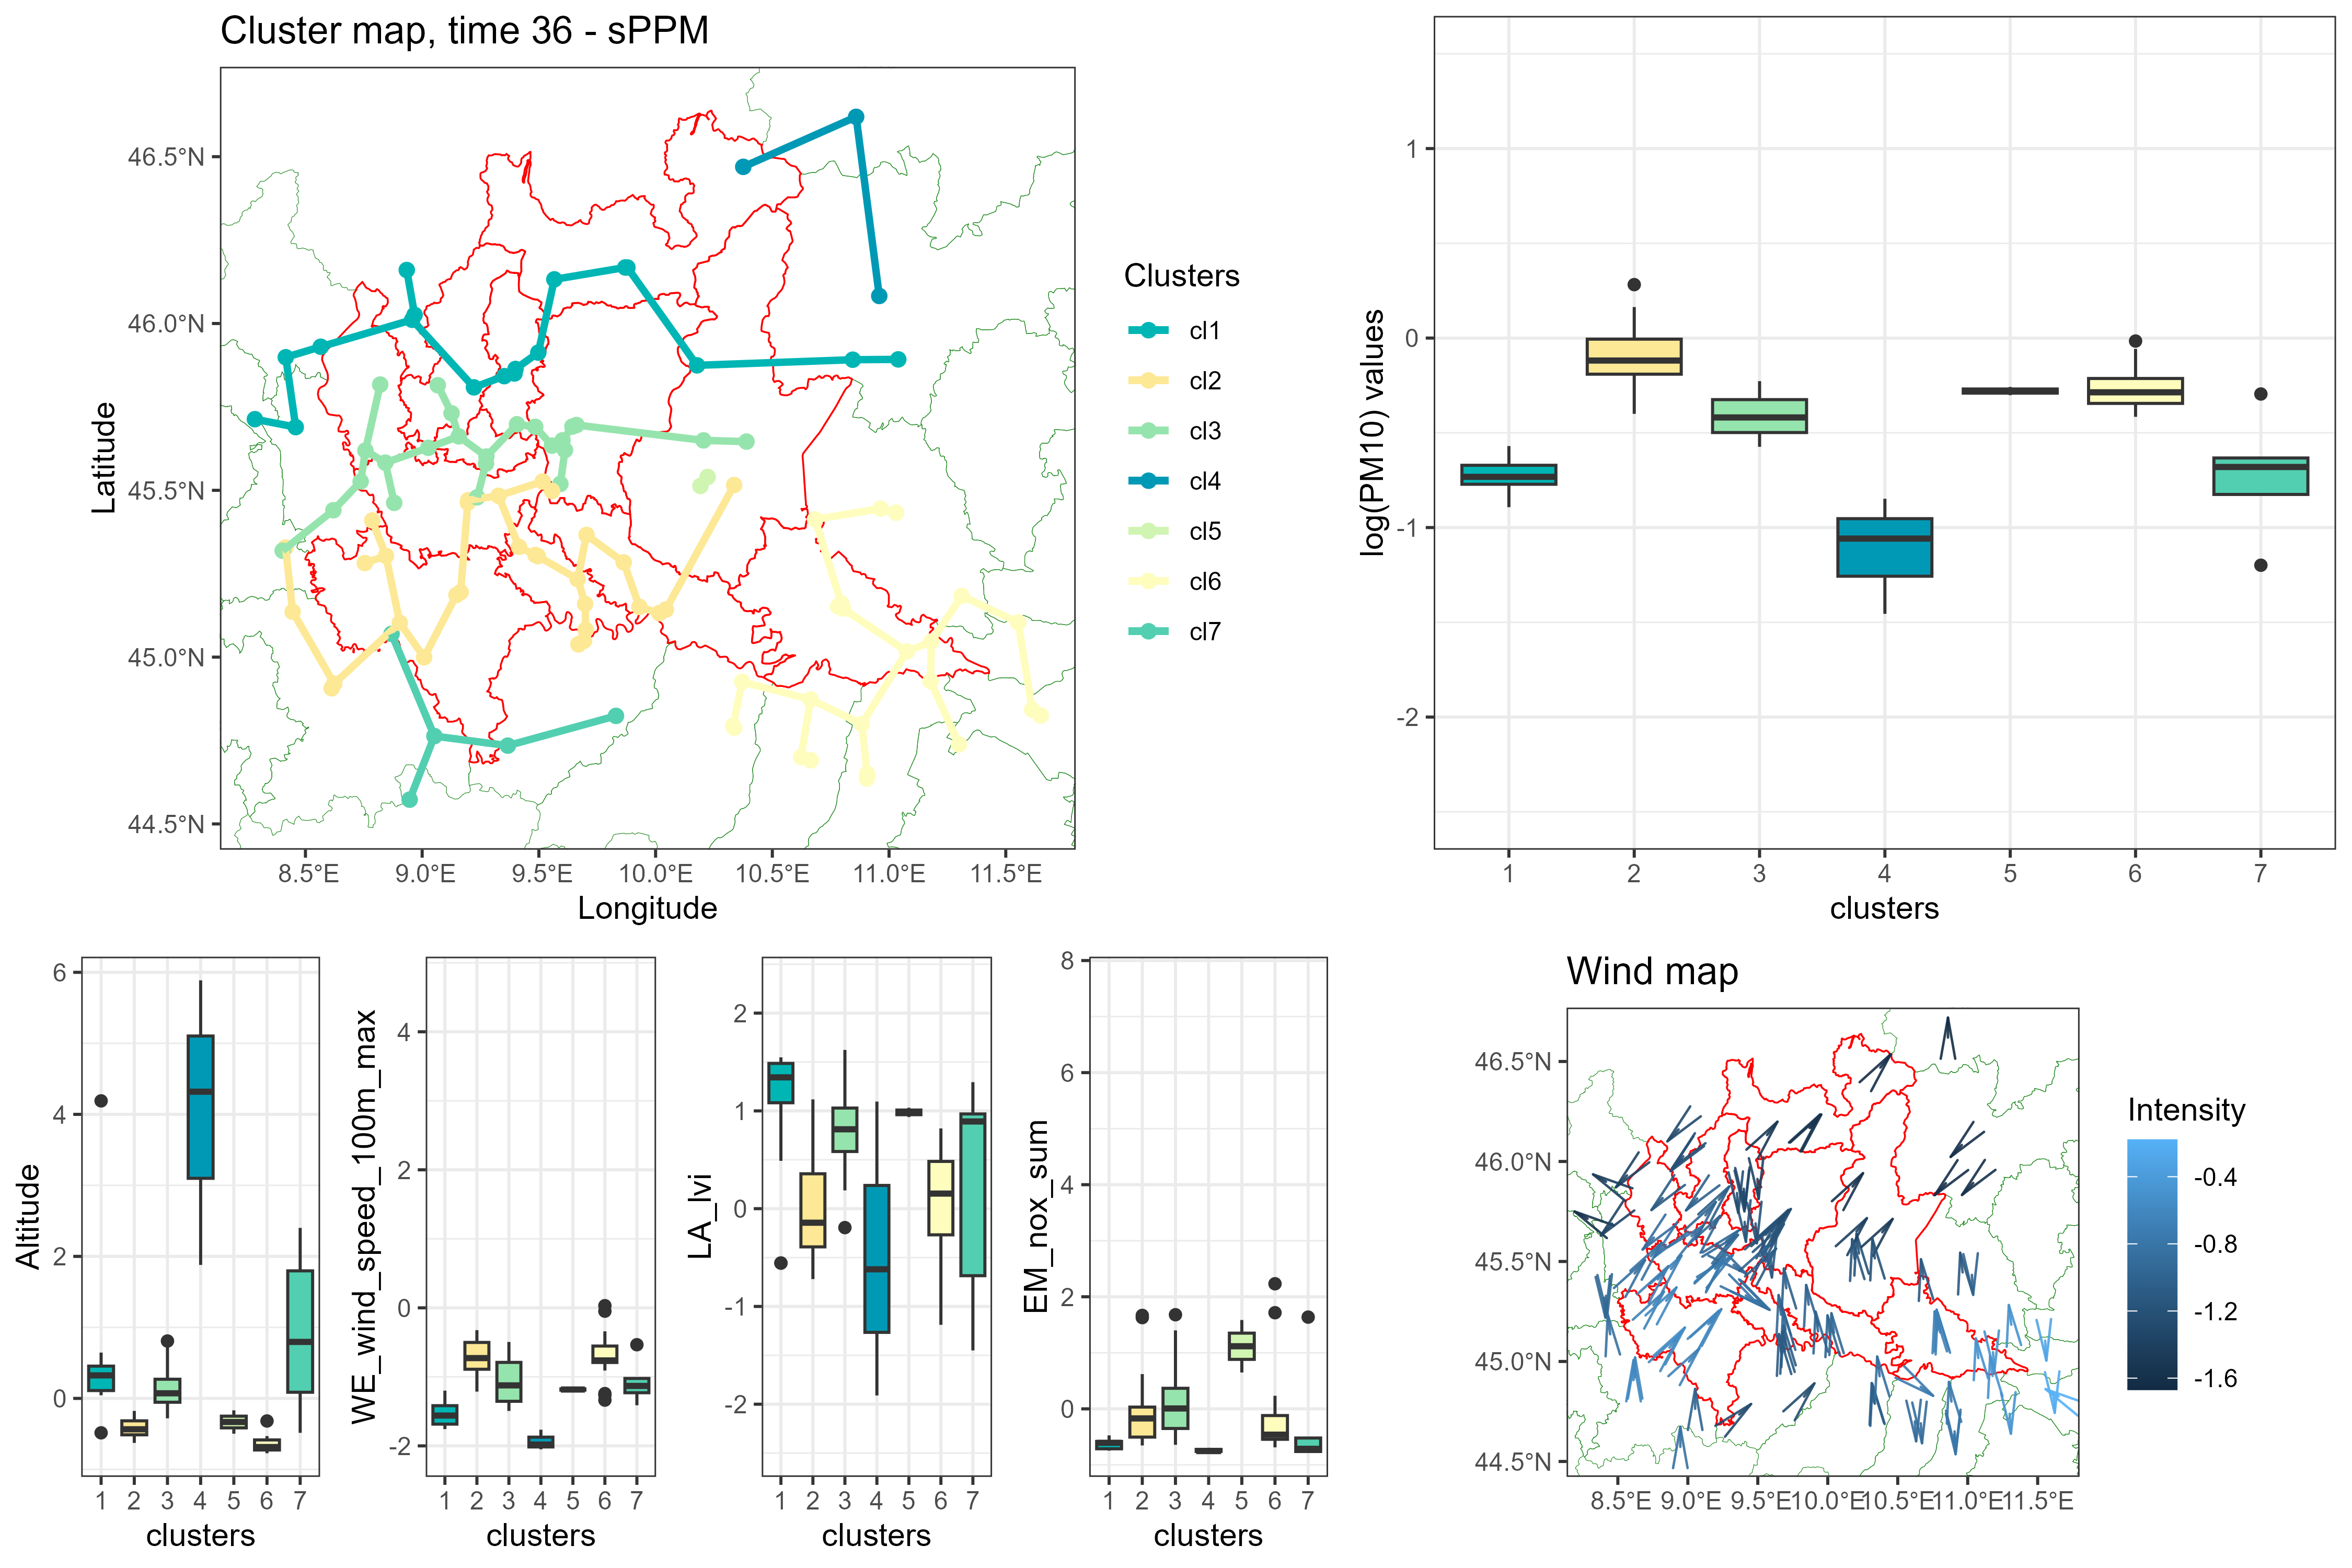 Cluster map, time 36 - sPPM
46.5°N
46.0°N
45.5°N
45.0°N
44.5°N
Latitude
8.5°E 9.0°E 9.5°E 10.0°E 10.5°E 11.0°E 11.5°E
Longitude
Clusters
cl1
cl2
cl3
cl4
cl5
cl6
cl7
log(PM10) values
1
0
-1
-2
1 2 3 4 5 6 7
clusters
Altitude
6
4
2
0
1 2 3 4 5 6 7
clusters
WE_wind_speed_100m_max
4
2
0
-2
1 2 3 4 5 6 7
clusters
LA_lvi
2
1
0
-1
-2
1 2 3 4 5 6 7
clusters
EM_nox_sum
8
6
4
2
0
1 2 3 4 5 6 7
clusters
Wind map
46.5°N
46.0°N
45.5°N
45.0°N
44.5°N
8.5°E 9.0°E 9.5°E 10.0°E 10.5°E 11.0°E 11.5°E
Intensity
-0.4
-0.8
-1.2
-1.6